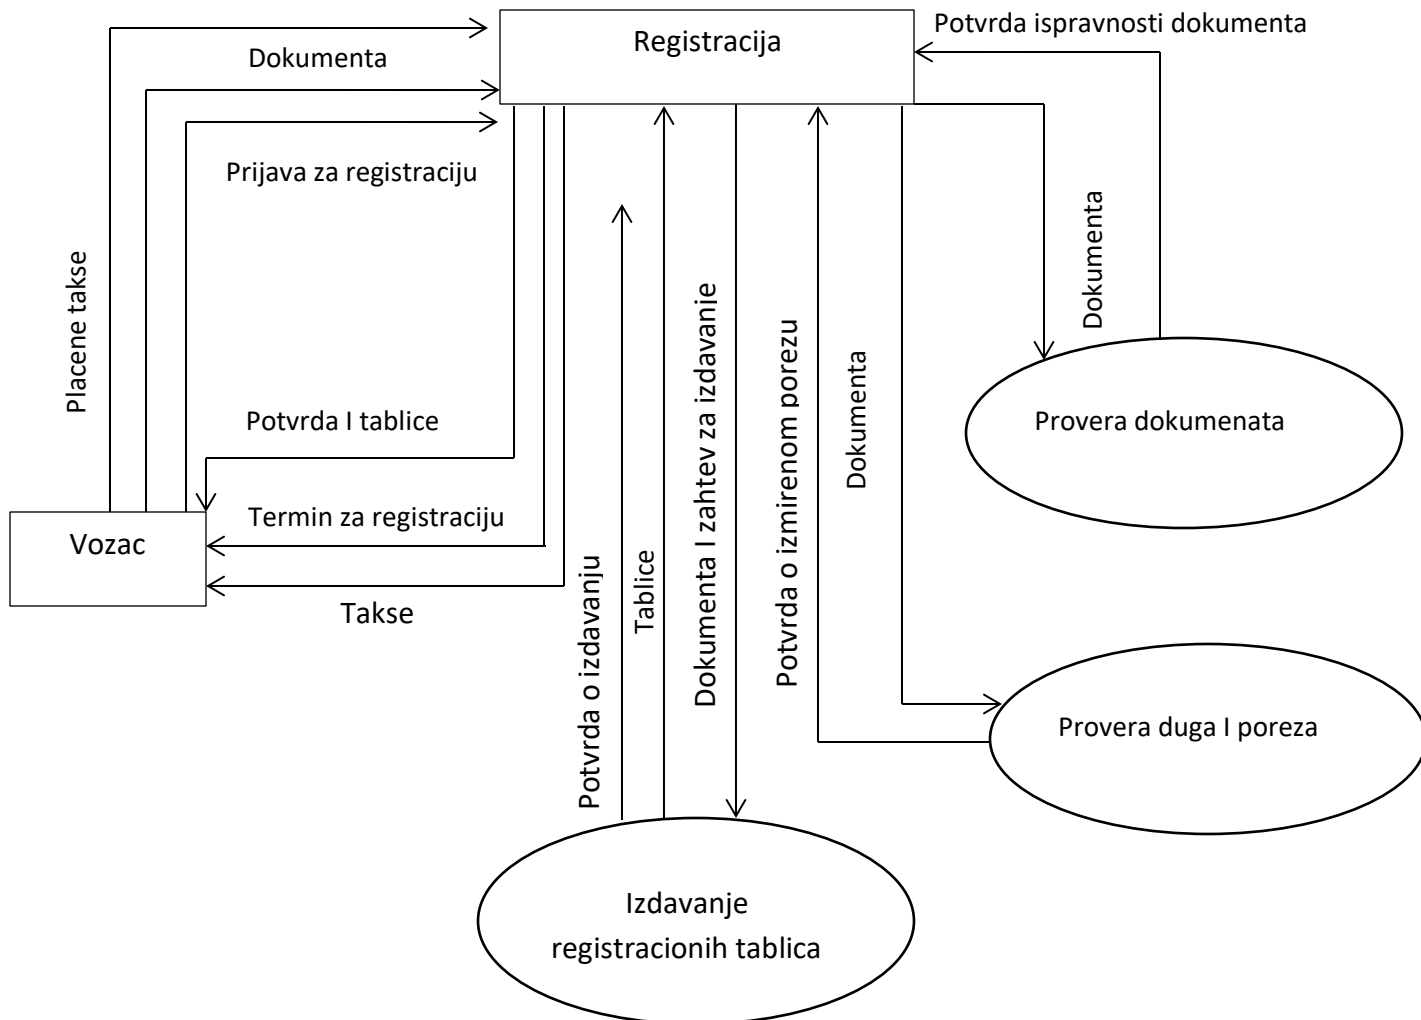 Registracija
Potvrda ispravnosti dokumenta
Dokumenta
Prijava za registraciju
Placene takse
Potvrda I tablice
Termin za registraciju
Vozac
Takse
Potvrda o izdavanju
Tablice
Dokumenta I zahtev za izdavanje
Potvrda o izmirenom porezu
Dokumenta
Dokumenta
Provera dokumenata
Provera duga I poreza
Izdavanje
registracionih tablica